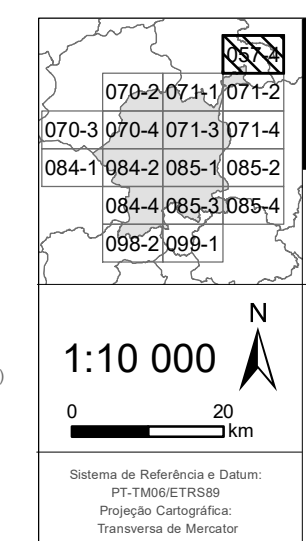 057-4
070-2 071-1 071-2
070-3 070-4 071-3 071-4
084-1 084-2 085-1 085-2
084-4 085-3 085-4
098-2 099-1
N
1:10 000
0 20
km
)
Sistema de Referência e Datum:
PT-TM06/ETRS89
Projeção Cartográfica:
Transversa de Mercator